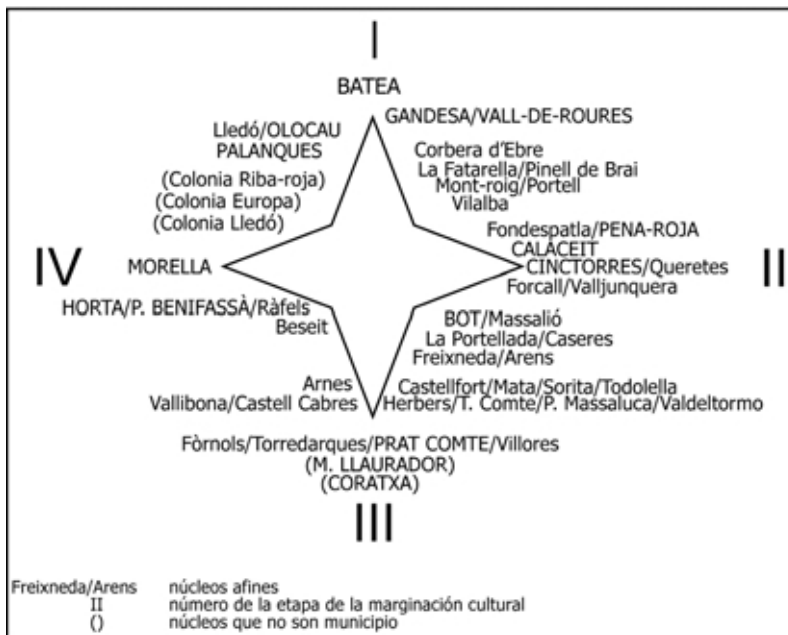 I
BATEA
GANDESA/VALL-DE-ROURES
Lledó/OLOCAU
PALANQUES
Corbera d'Ebre
La Fatarella/Pinell de Brai
Mont-roig/Portell
Vilalba
(Colonia Riba-roja)
(Colonia Europa)
(Colonia Lledó)
Fondespatla/PENA-ROJA
CALACEIT
CINCTORRES/Queretes
Forcall/Valljunquera
IV
MORELLA
II
HORTA/P. BENIFASSÀ/Ràfels
Beseit
BOT/Massalió
La Portellada/Caseres
Freixneda/Arens
Arnes
Vallibona/Castell Cabres
Castellfort/Mata/Sorita/Todolella
Herbers/T. Comte/P. Massaluca/Valdeltormo
Fòrnols/Torredarques/PRAT COMTE/Villores
(M. LLAURADOR)
(CORATXA)
III
Freixneda/Arens núcleos afines
II número de la etapa de la marginación cultural
() núcleos que no son municipio